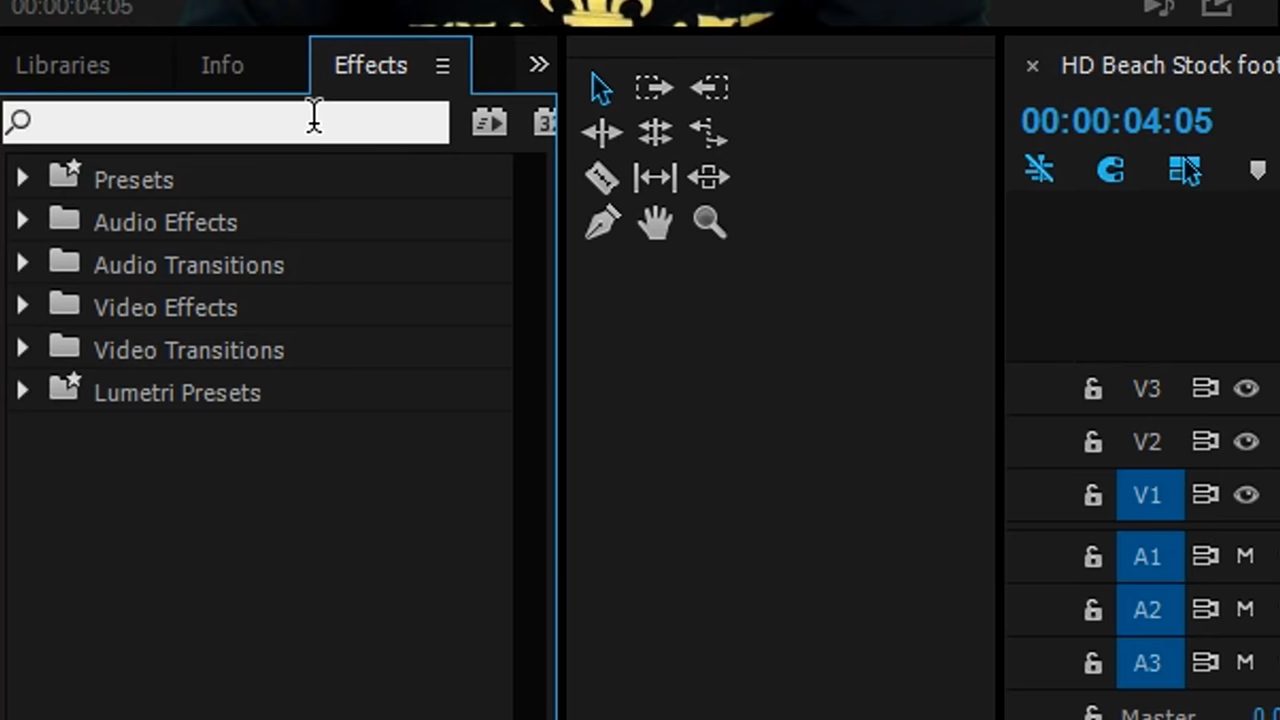 00:00:04:05
Libraries
Info
Effects
HD Beach Stock foot
00:00:04:05
Presets
Audio Effects
Audio Transitions
Video Effects
Video Transitions
Lumetri Presets
V3
V2
V1
A1 M
A2 M
A3 M
Master